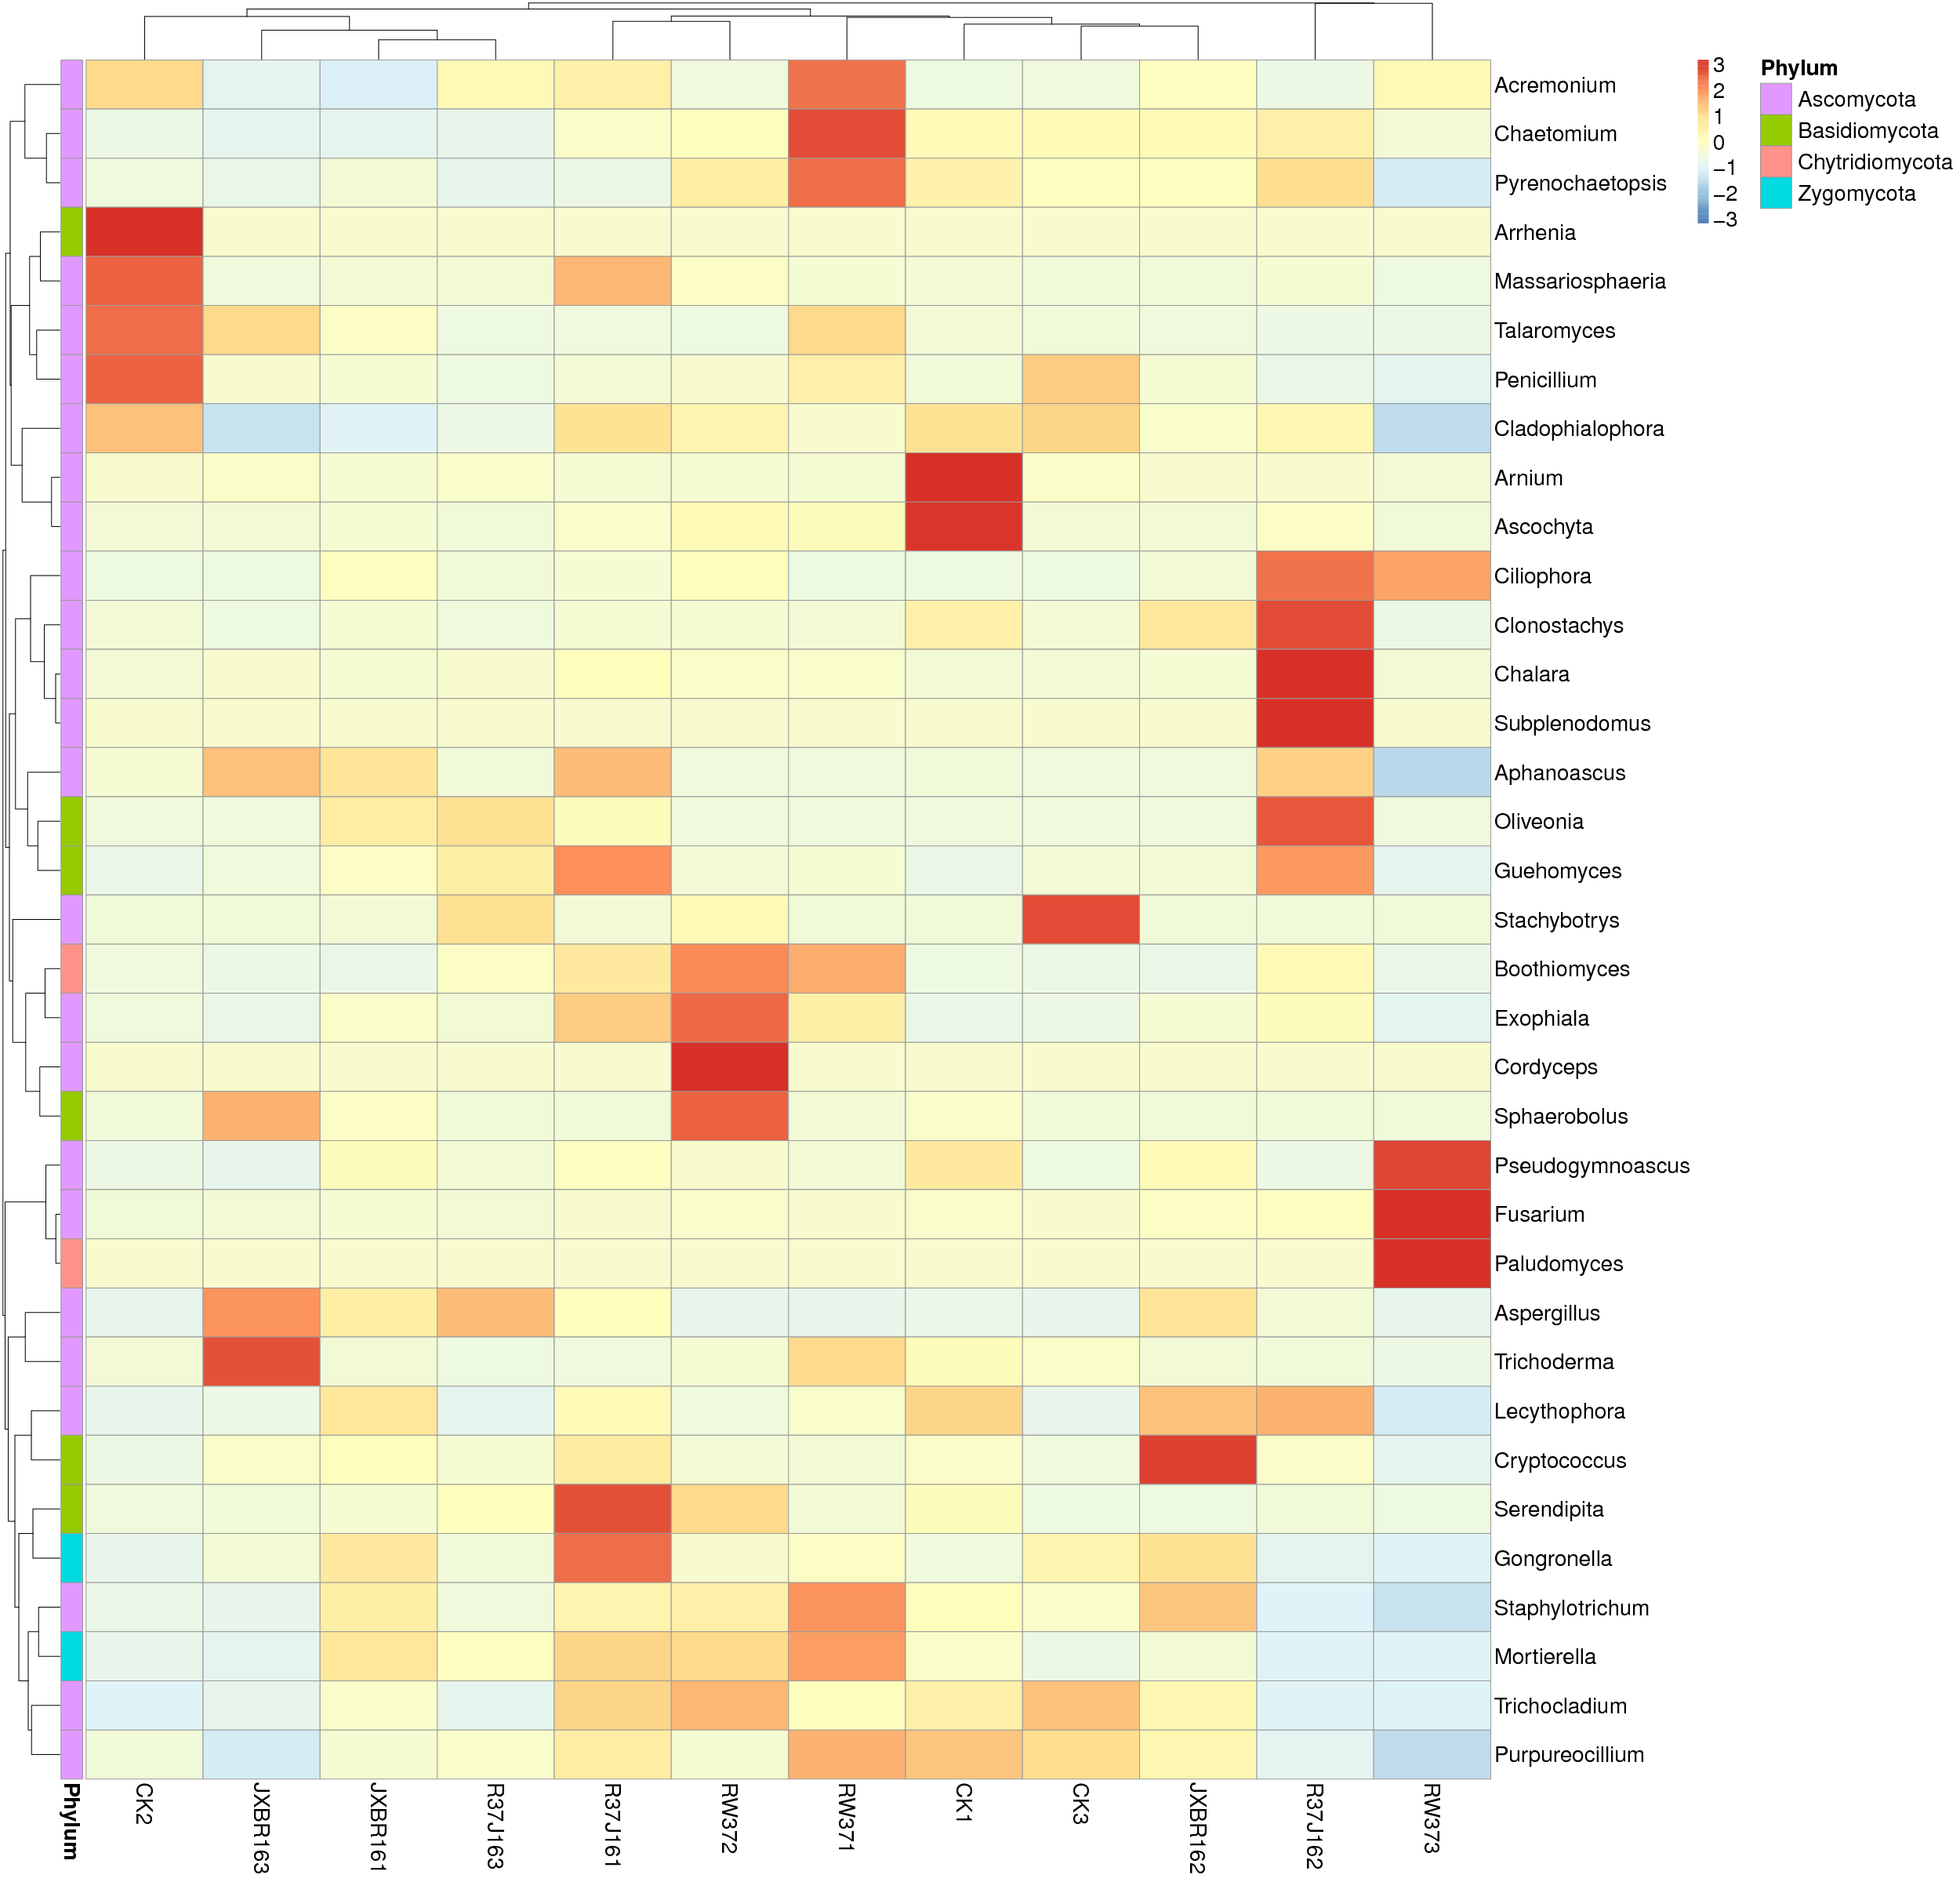 Acremonium
Chaetomium
Pyrenochaetopsis
Arrhenia
Massariosphaeria
Talaromyces
Penicillium
Cladophialophora
Arnium
Ascochyta
Ciliophora
Clonostachys
Chalara
Subplenodomus
Aphanoascus
Oliveonia
Guehomyces
Stachybotrys
Boothiomyces
Exophiala
Cordyceps
Sphaerobolus
Pseudogymnoascus
Fusarium
Paludomyces
Aspergillus
Trichoderma
Lecythophora
Cryptococcus
Serendipita
Gongronella
Staphylotrichum
Mortierella
Trichocladium
Purpureocillium
Phylum
CK2
JXBR163
JXBR161
R37J163
R37J161
RW372
RW371
CK1
CK3
JXBR162
R37J162
RW373
3
2
1
0
−1
−2
−3
Phylum
Ascomycota
Basidiomycota
Chytridiomycota
Zygomycota